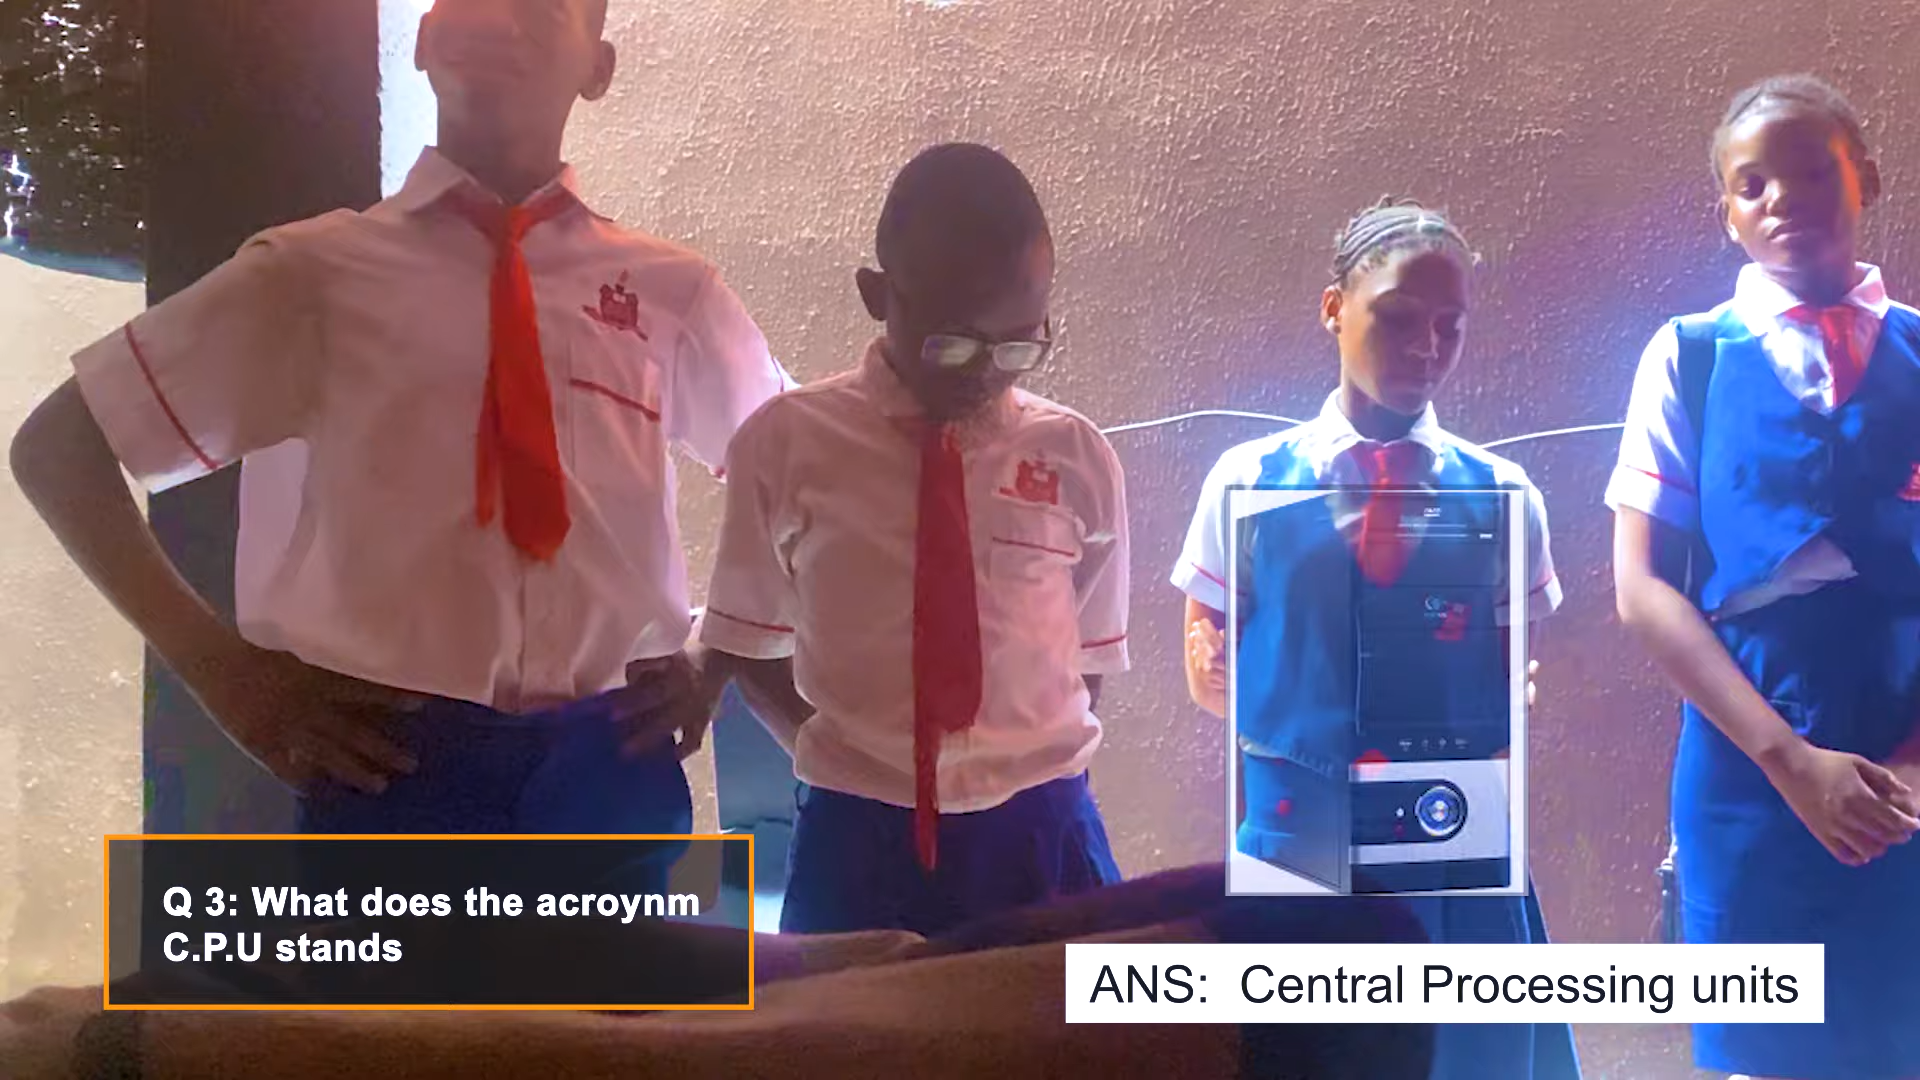 Q 3: What does the acroynm
C.P.U stands
ANS: Central Processing units